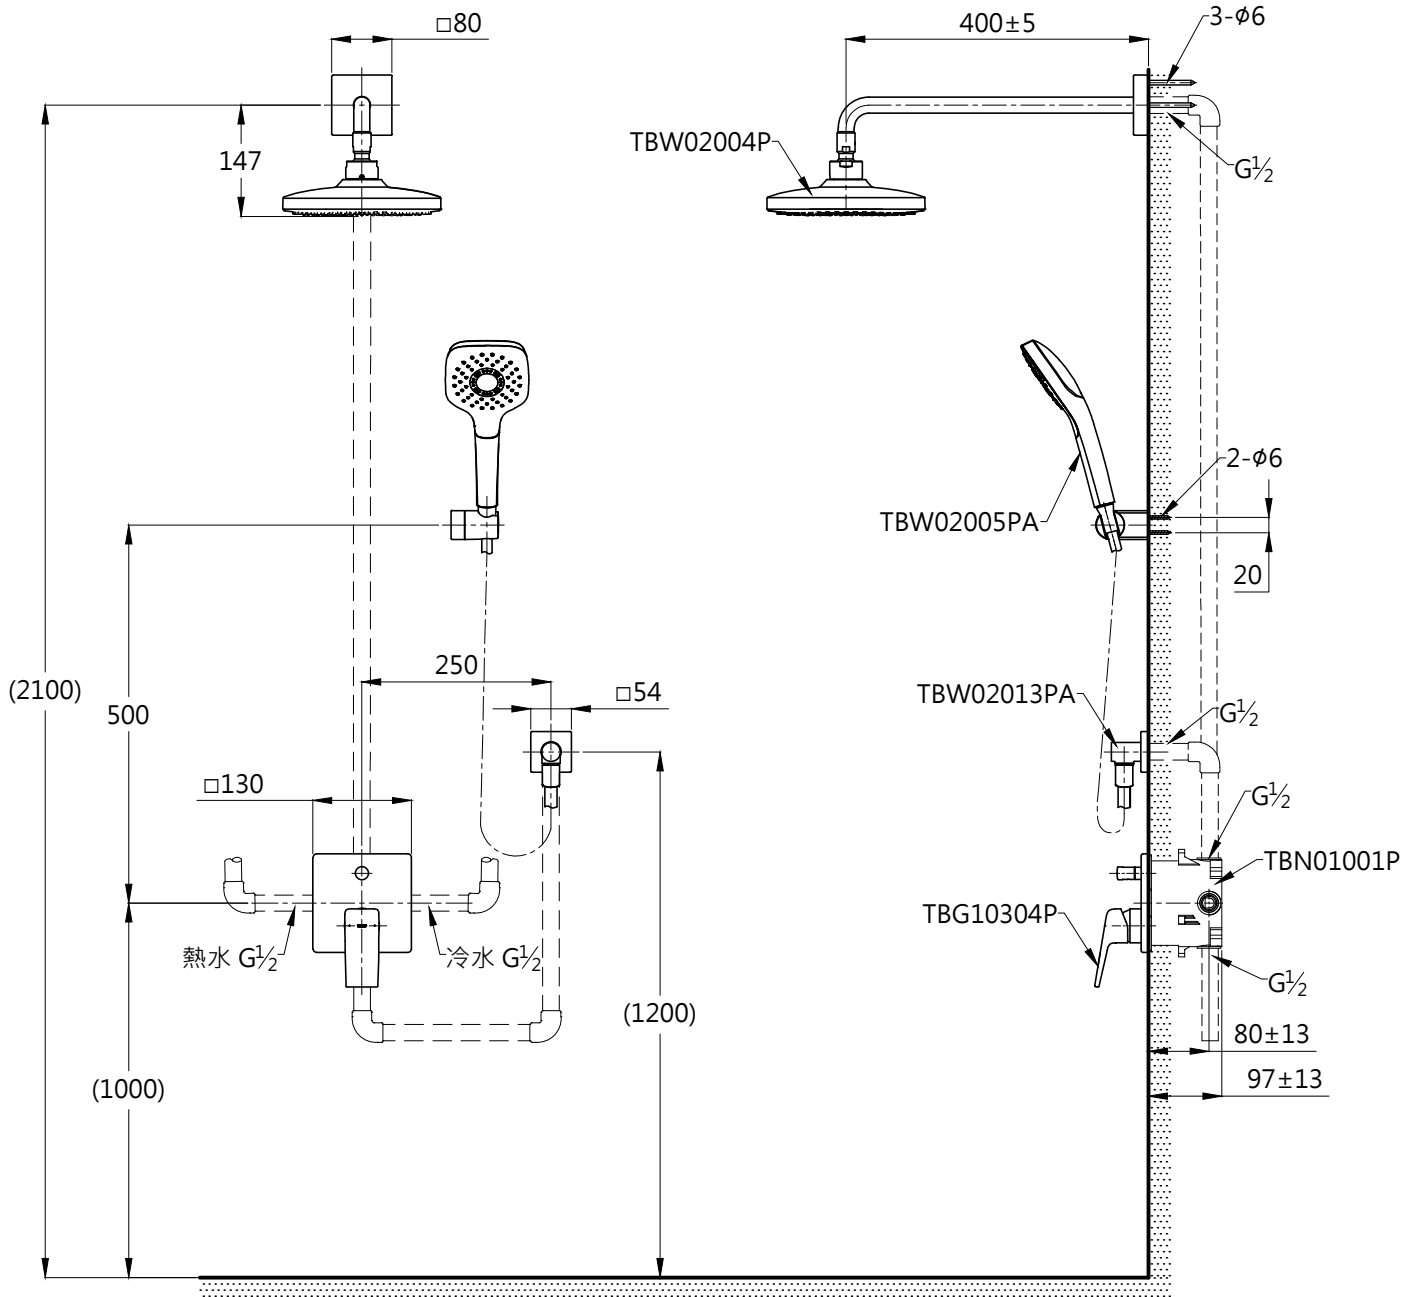 □80
400±5
3-ϕ6
TBW02004P
147
G½
2-ϕ6
TBW02005PA
20
250
(2100)
□54
TBW02013PA
G½
500
□130
G½
TBN01001P
TBG10304P
熱水 G½
冷水 G½
G½
(1200)
80±13
97±13
(1000)